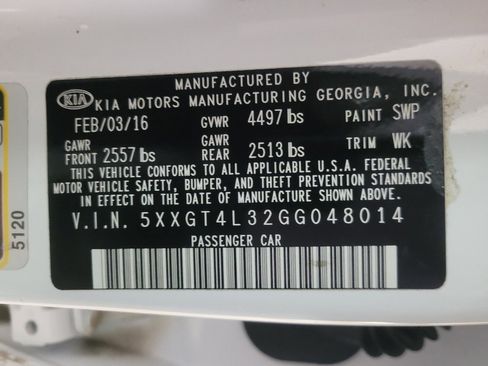 MANUFACTURED BY
KIA KIA MOTORS MANUFACTURING GEORGIA, INC.
FEB/03/16 GVWR 4497 lbs PAINT SWP
GAWR FRONT 2557 lbs GAWR REAR 2513 lbs TRIM WK
THIS VEHICLE CONFORMS TO ALL APPLICABLE U.S.A. FEDERAL
MOTOR VEHICLE SAFETY, BUMPER, AND THEFT PREVENTION STANDARDS
IN EFFECT ON THE DATE OF MANUFACTURE SHOWN ABOVE.
V.I.N. 5XXGT4L32GG048014
PASSENGER CAR
5120